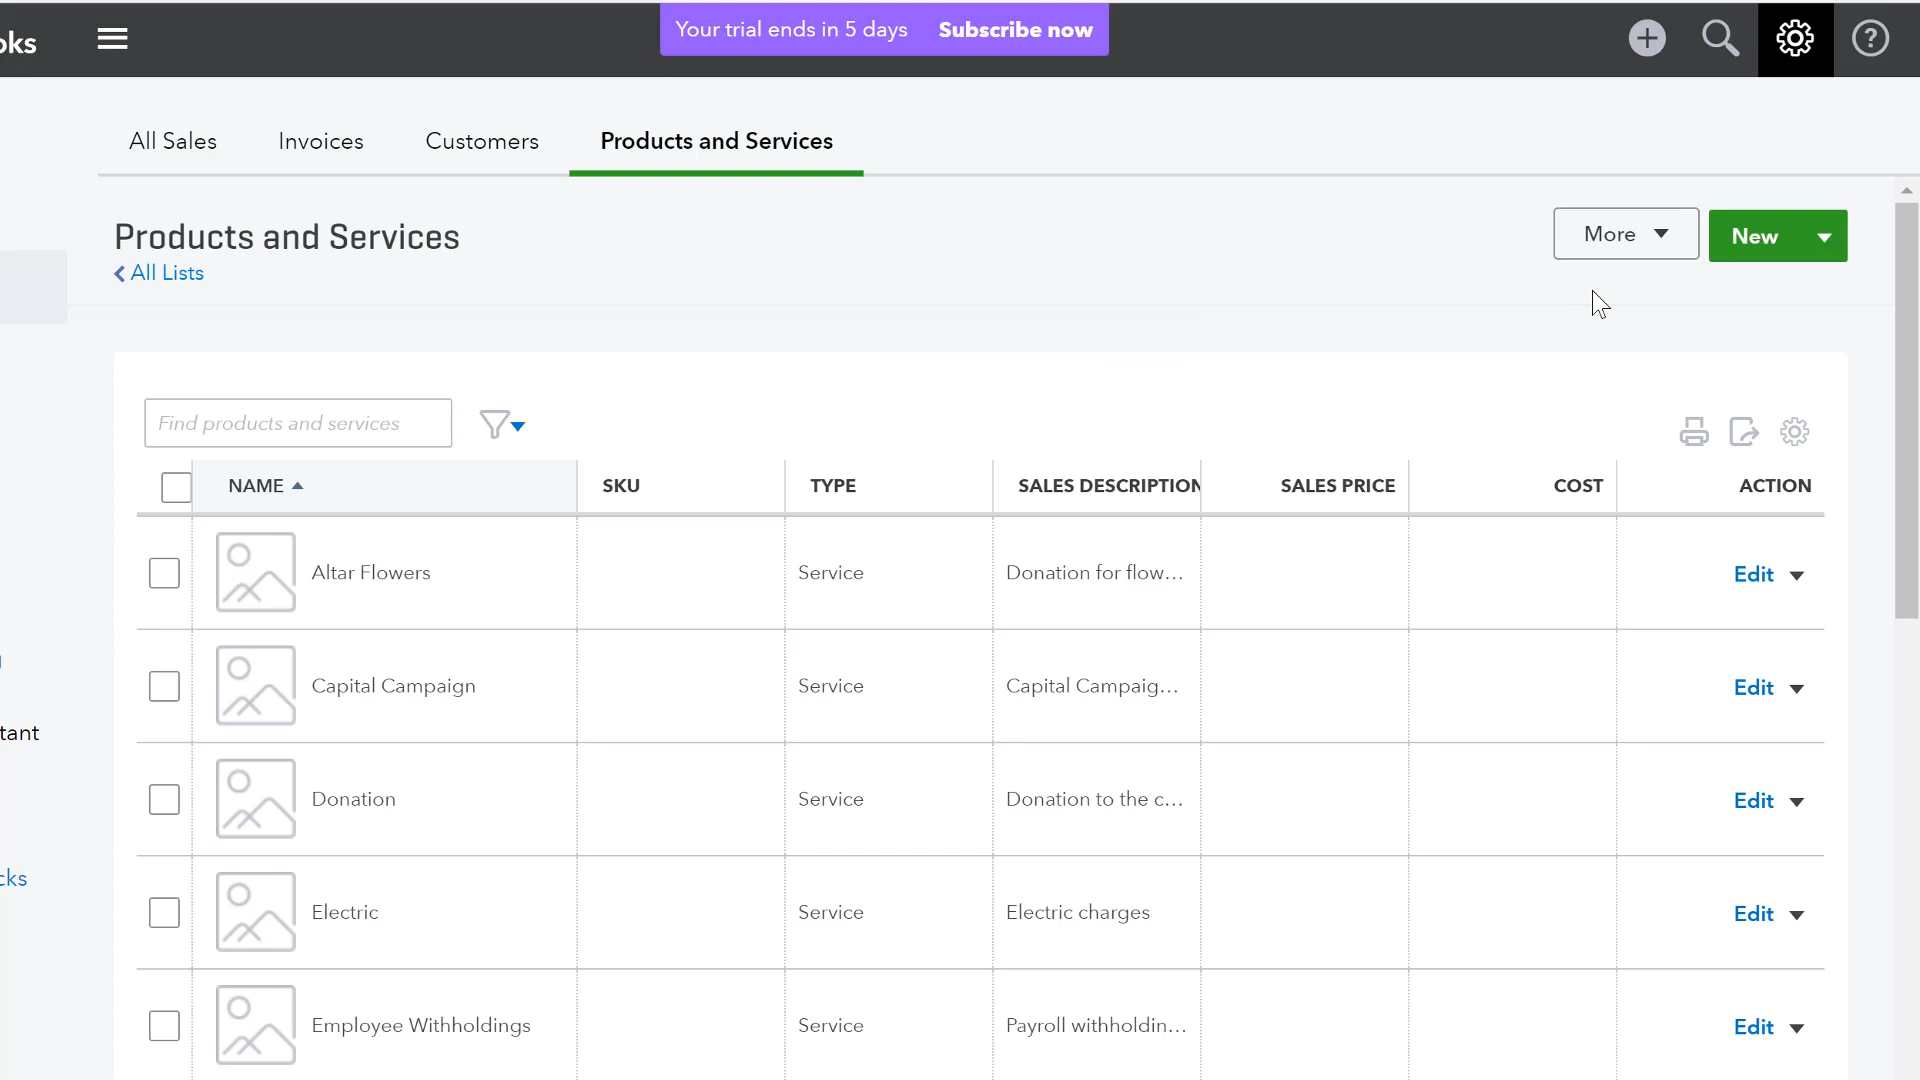 oks
Your trial ends in 5 days Subscribe now
?
All Sales Invoices Customers Products and Services
Products and Services
All Lists
More New
Find products and services
NAME SKU TYPE SALES DESCRIPTION SALES PRICE COST ACTION
Altar Flowers Service Donation for flow... Edit
Capital Campaign Service Capital Campaig... Edit
tant
Donation Service Donation to the c... Edit
cks
Electric Service Electric charges Edit
Employee Withholdings Service Payroll withholdin... Edit